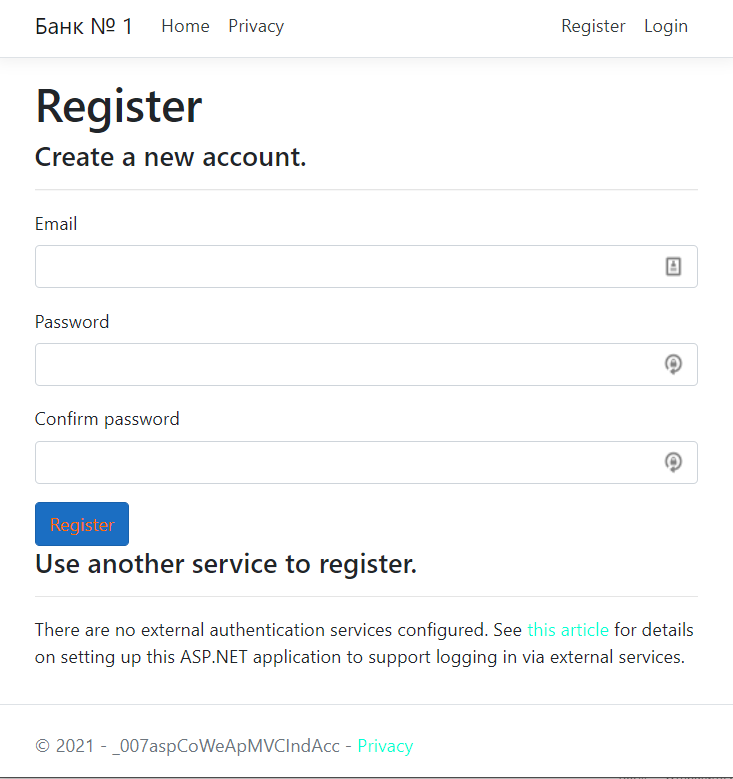 Банк № 1 Home Privacy Register Login
Register
Create a new account.
Email
Password
Confirm password
Register
Use another service to register.
There are no external authentication services configured. See this article for details
on setting up this ASP.NET application to support logging in via external services.
© 2021 - _007aspCoWeApMVCIndAcc - Privacy